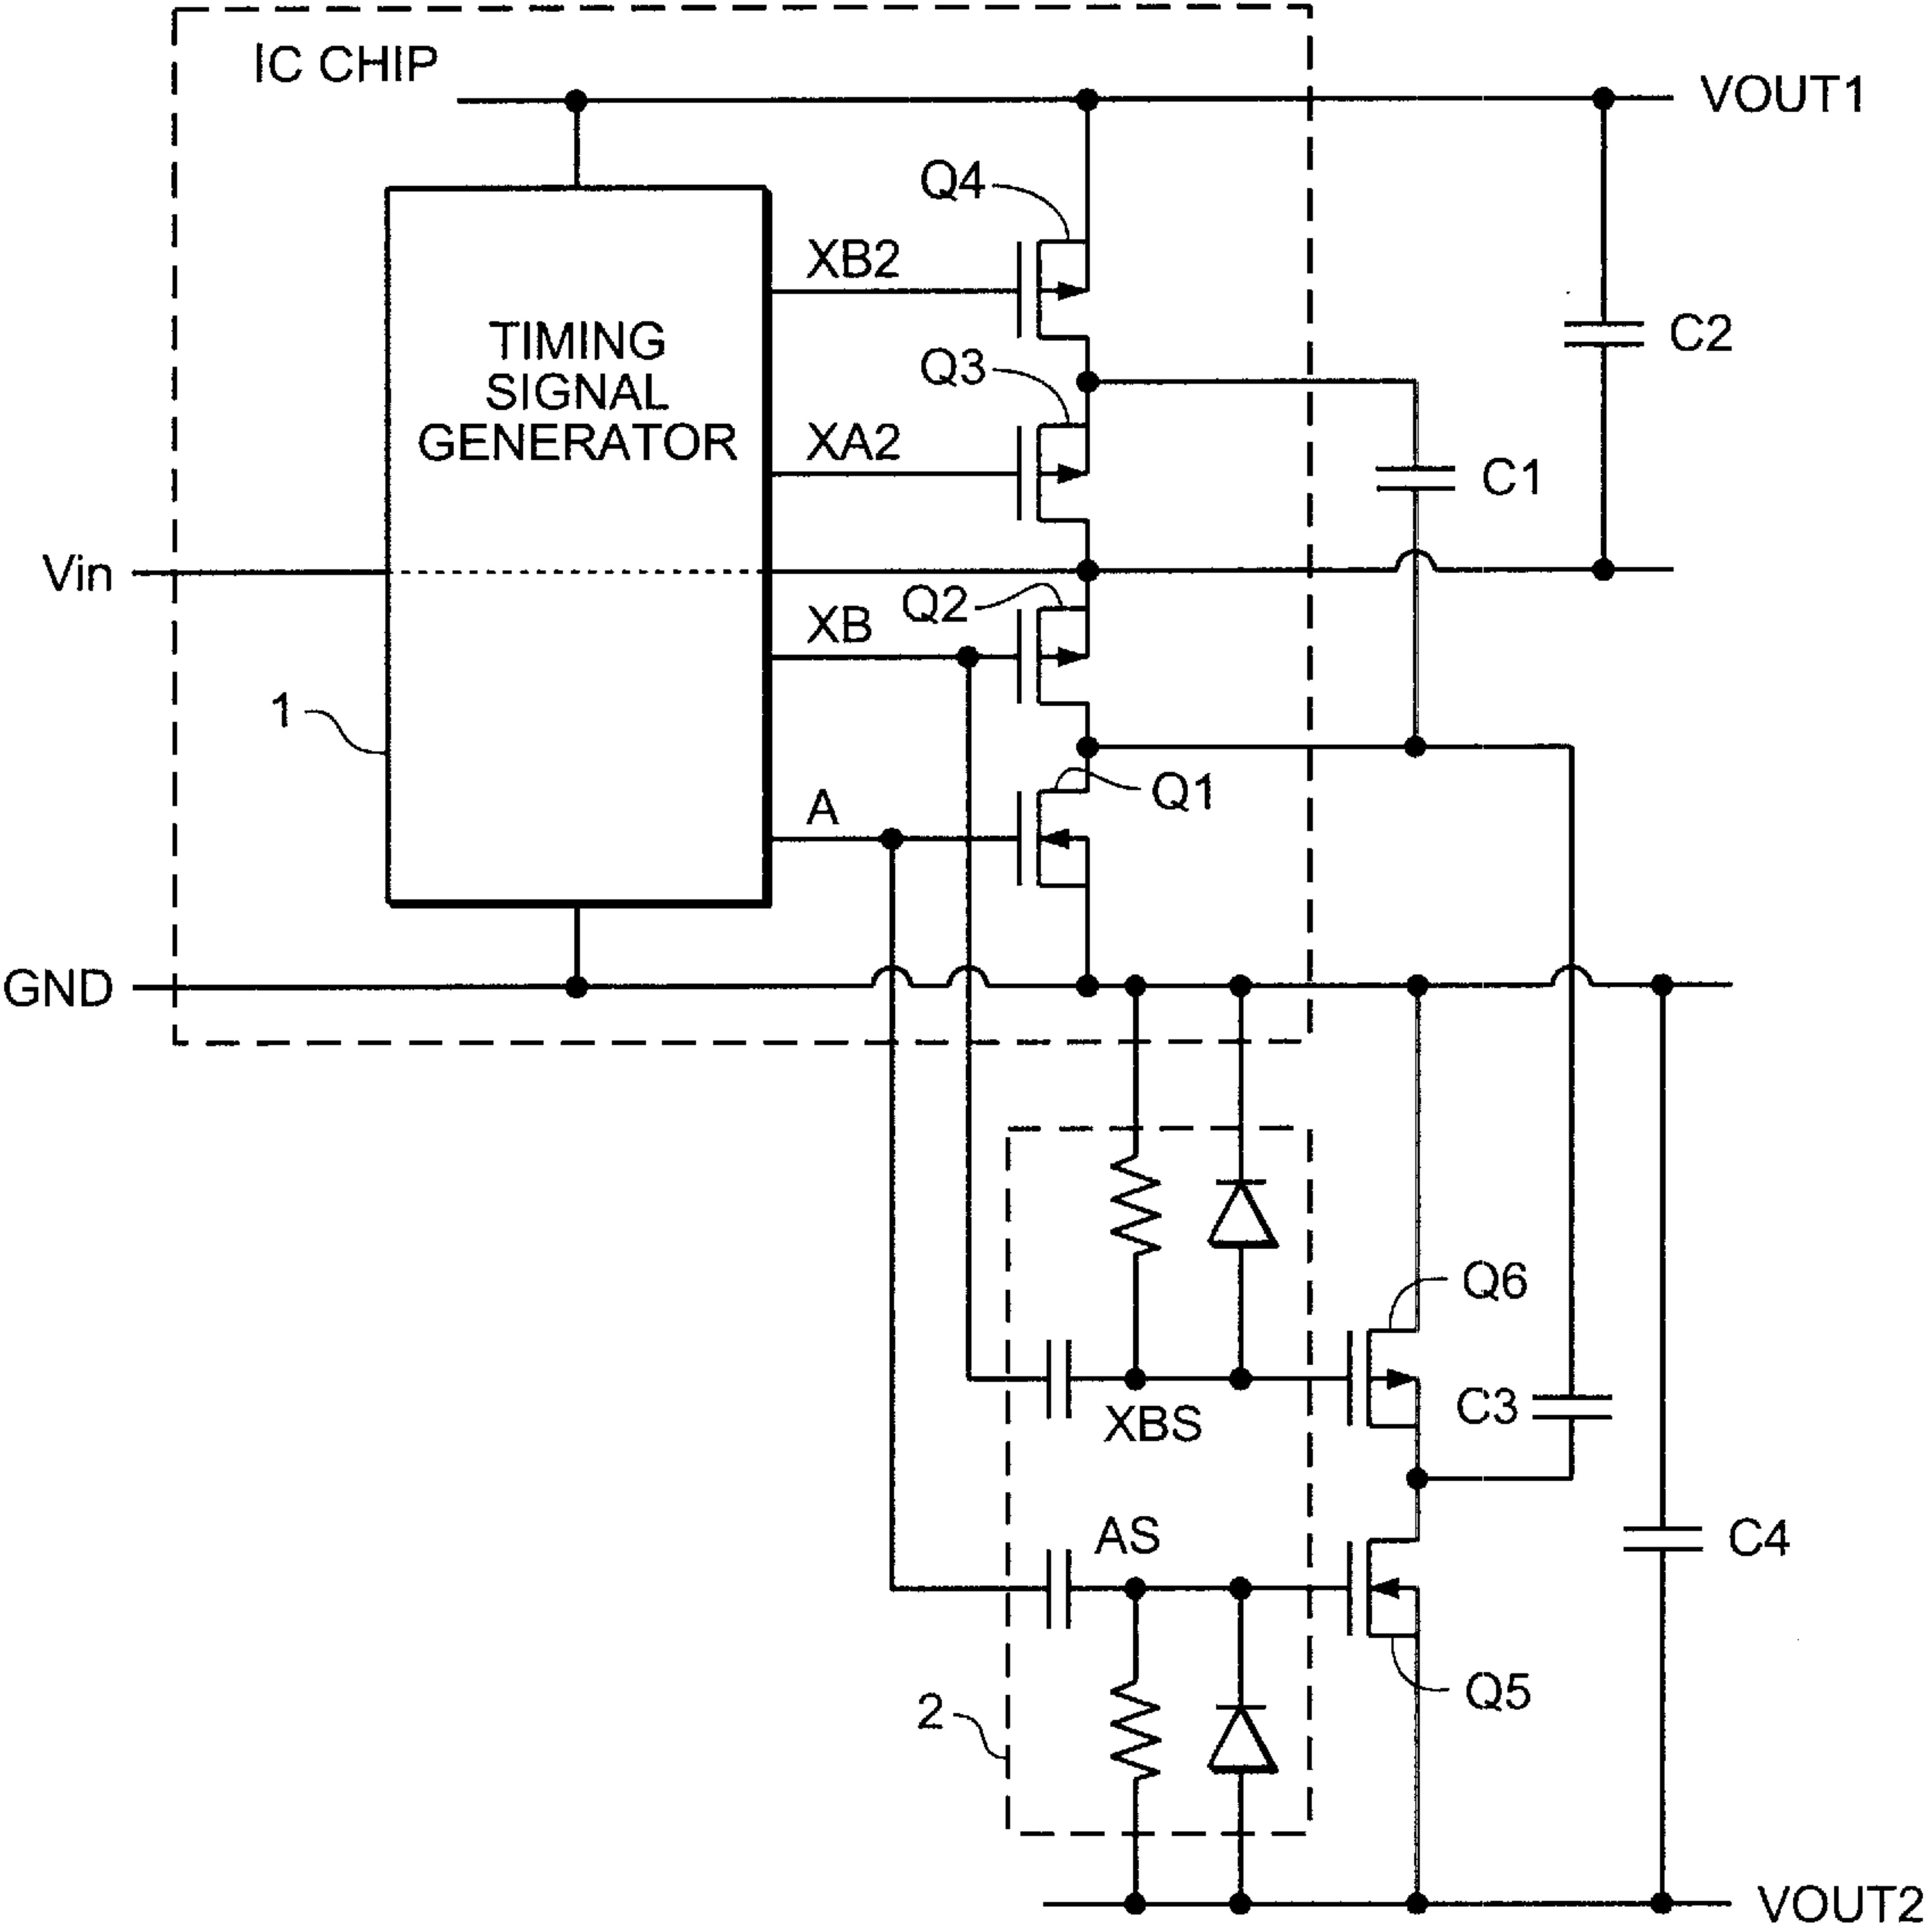 IC CHIP
VOUT1
Q4
XB2
TIMING
SIGNAL
GENERATOR
C2
Q3
XA2
C1
Vin
Q2
XB
1
Q1
A
GND
Q6
C3
XBS
AS
C4
Q5
2
VOUT2